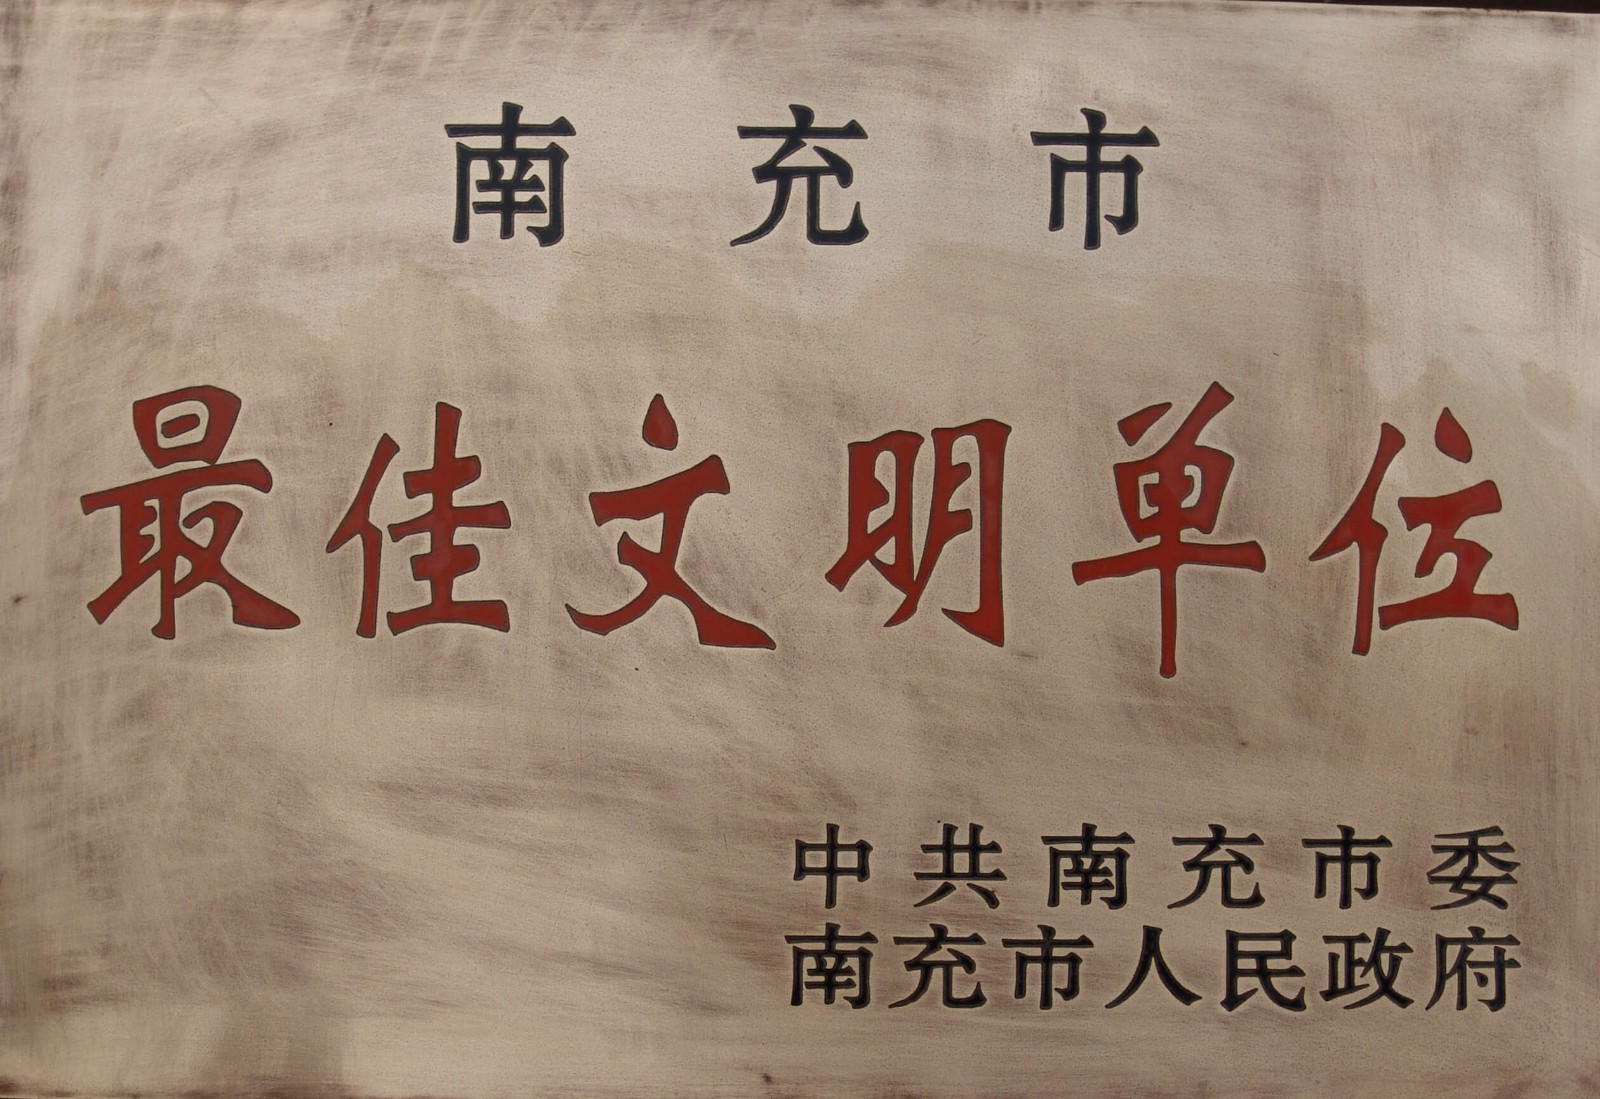 南充市
最佳文明单位
中共南充市委
南充市人民政府